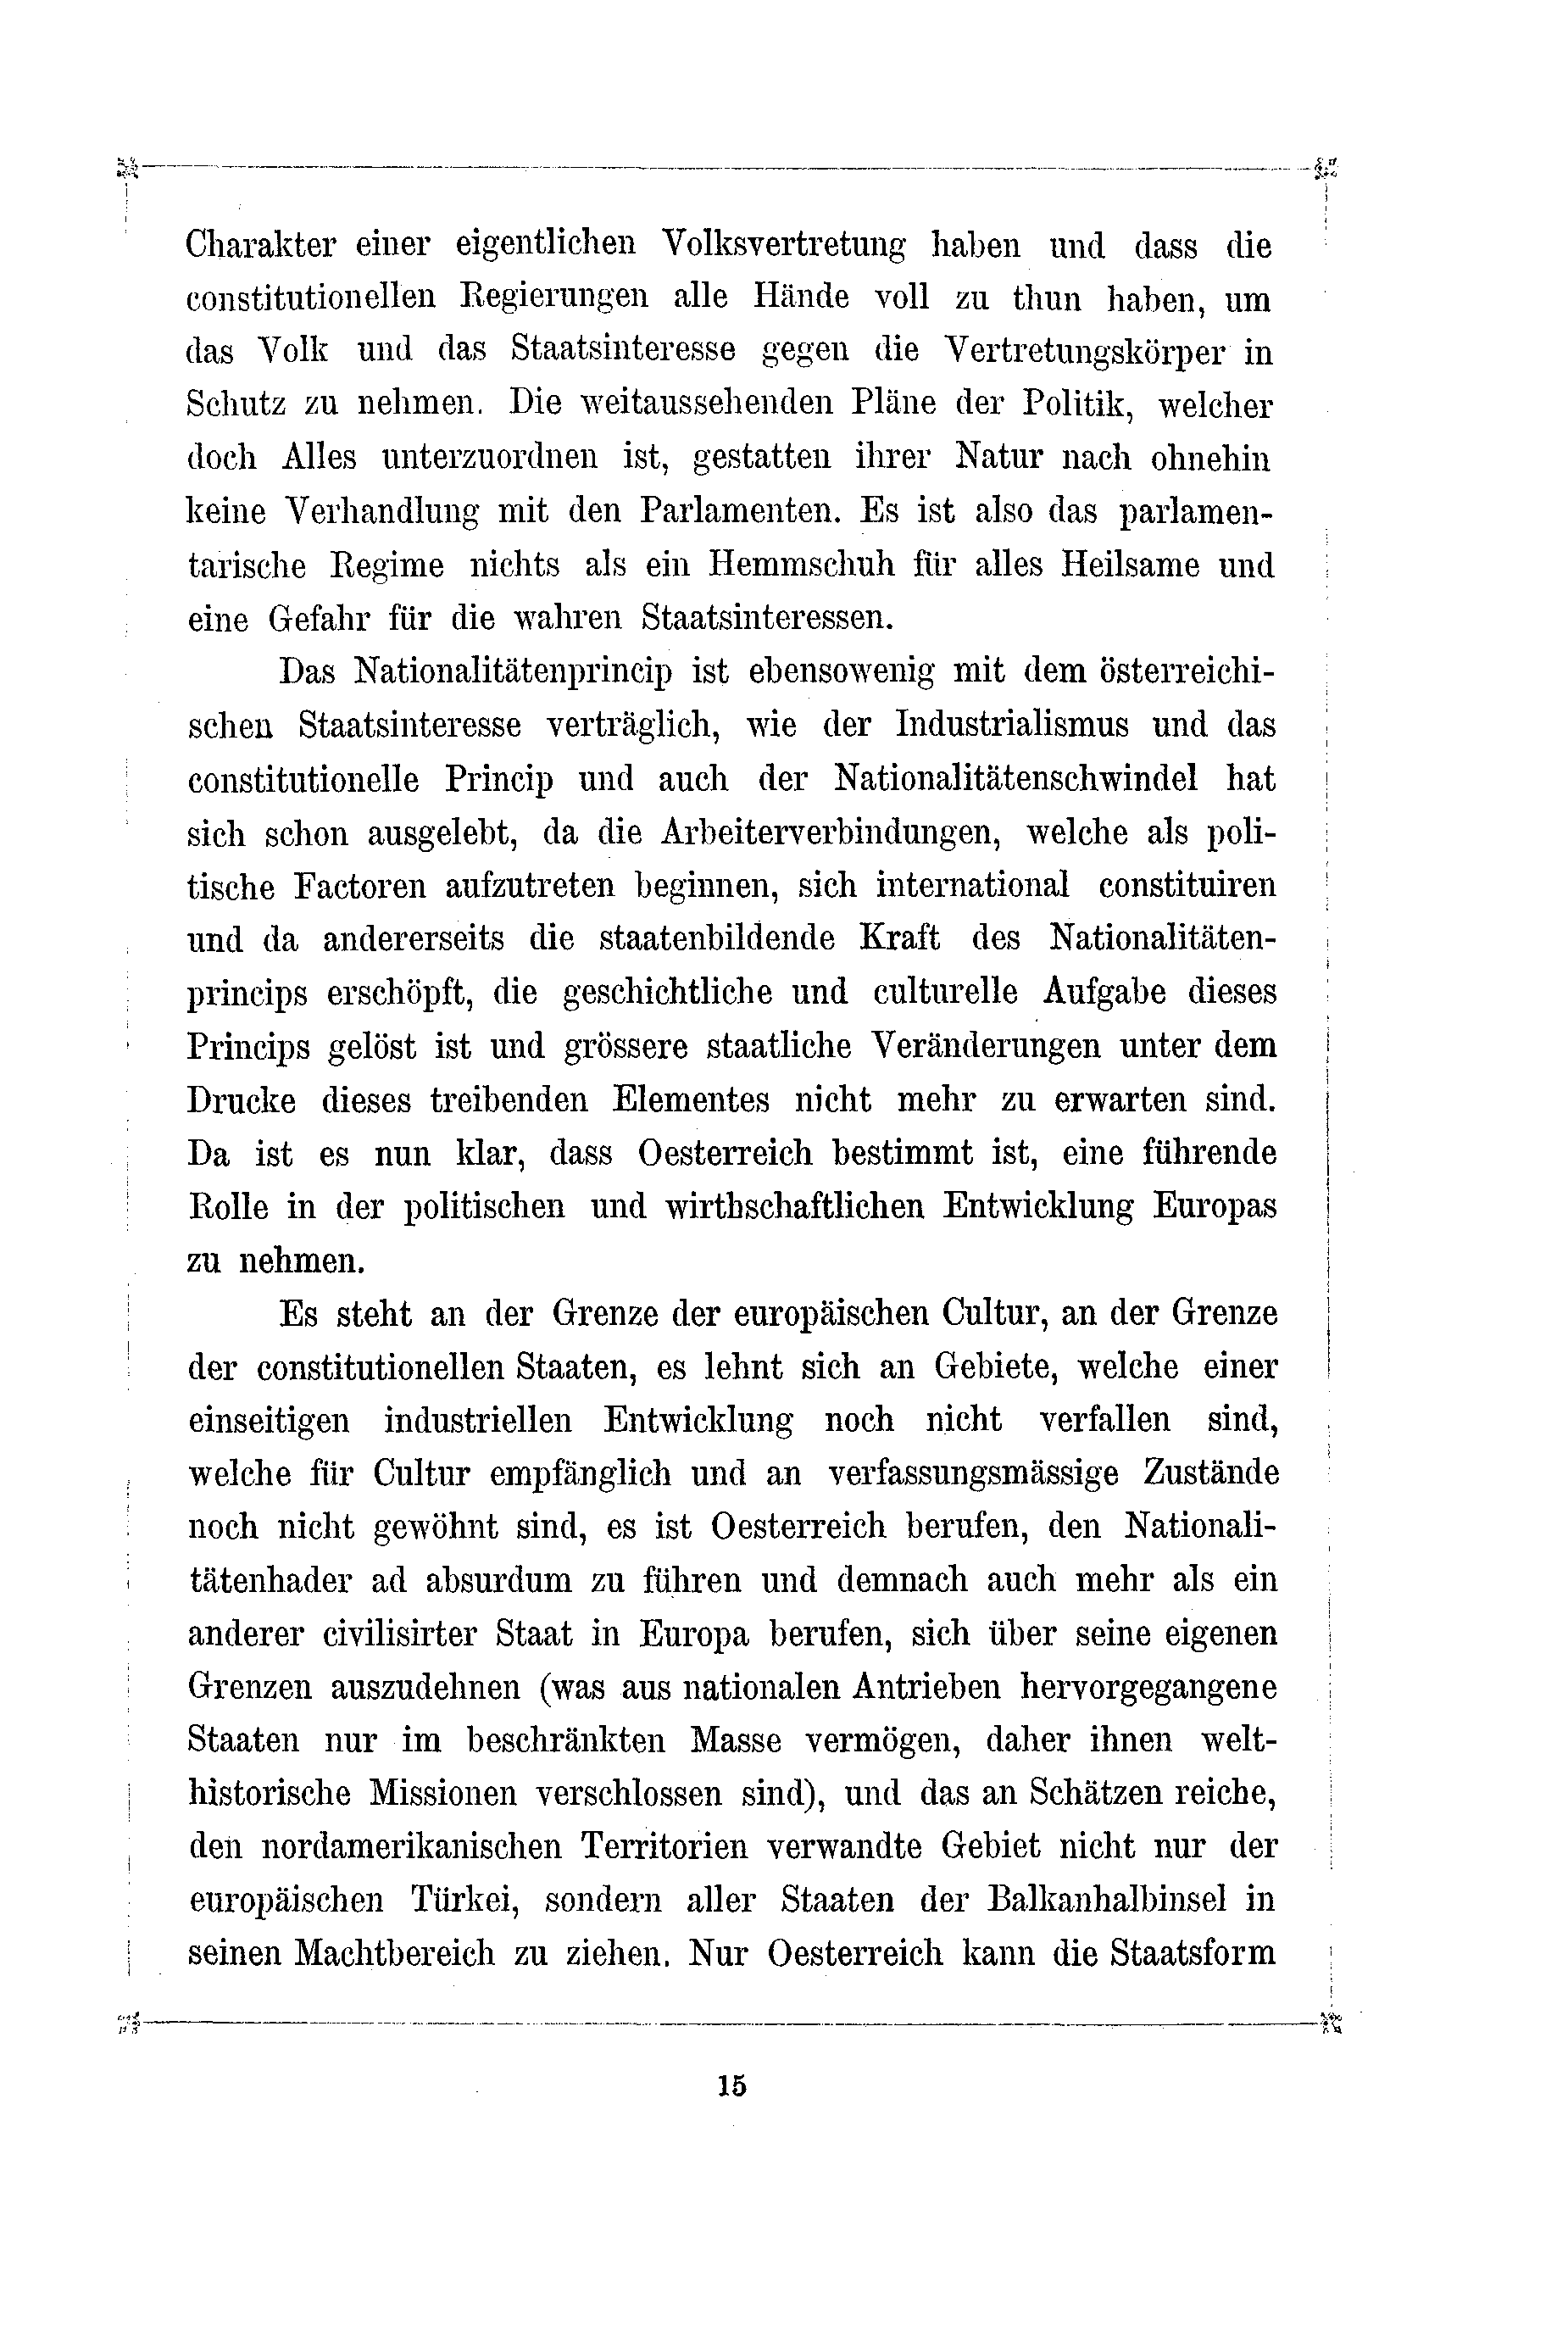 Charakter einer eigentlichen Volksvertretung haben und dass die
constitutionellen Regierungen alle Hände voll zu thun haben, um
das Volk und das Staatsinteresse gegen die Vertretungskörper in
Schutz zu nehmen. Die weitaussehenden Pläne der Politik, welcher
doch Alles unterzuordnen ist, gestatten ihrer Natur nach ohnehin
keine Verhandlung mit den Parlamenten. Es ist also das parlamen-
tarische Regime nichts als ein Hemmschuh für alles Heilsame und
eine Gefahr für die wahren Staatsinteressen.
Das Nationalitätenprincip ist ebensowenig mit dem österreichi-
schen Staatsinteresse verträglich, wie der Industrialismus und das
constitutionelle Princip und auch der Nationalitätenschwindel hat
sich schon ausgelebt, da die Arbeiterverbindungen, welche als poli-
tische Factoren aufzutreten beginnen, sich international constituiren
und da andererseits die staatenbildende Kraft des Nationalitäten-
princips erschöpft, die geschichtliche und culturelle Aufgabe dieses
Princips gelöst ist und grössere staatliche Veränderungen unter dem
Drucke dieses treibenden Elementes nicht mehr zu erwarten sind.
Da ist es nun klar, dass Oesterreich bestimmt ist, eine führende
Rolle in der politischen und wirthschaftlichen Entwicklung Europas
zu nehmen.
Es steht an der Grenze der europäischen Cultur, an der Grenze
der constitutionellen Staaten, es lehnt sich an Gebiete, welche einer
einseitigen industriellen Entwicklung noch nicht verfallen sind,
welche für Cultur empfänglich und an verfassungsmässige Zustände
noch nicht gewöhnt sind, es ist Oesterreich berufen, den Nationali-
tätenhader ad absurdum zu führen und demnach auch mehr als ein
anderer civilisirter Staat in Europa berufen, sich über seine eigenen
Grenzen auszudehnen (was aus nationalen Antrieben hervorgegangene
Staaten nur im beschränkten Masse vermögen, daher ihnen welt-
historische Missionen verschlossen sind), und das an Schätzen reiche,
den nordamerikanischen Territorien verwandte Gebiet nicht nur der
europäischen Türkei, sondern aller Staaten der Balkanhalbinsel in
seinen Machtbereich zu ziehen. Nur Oesterreich kann die Staatsform
15